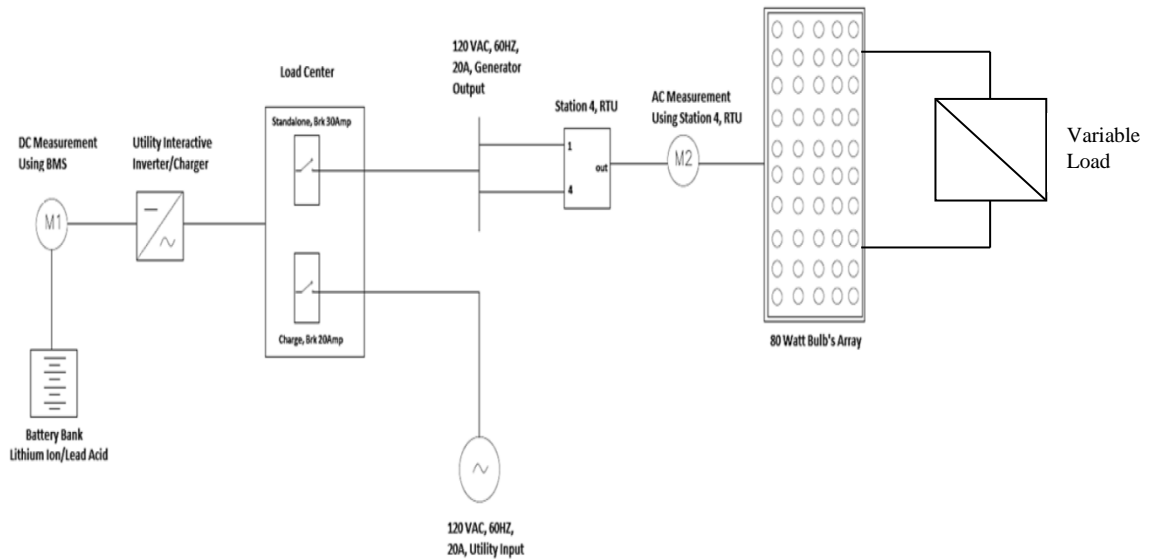 DC Measurement
Using BMS
M1
Battery Bank
Lithium Ion/Lead Acid
Utility Interactive
Inverter/Charger
Load Center
Standalone, Brk 30Amp
Charge, Brk 20Amp
120 VAC, 60HZ,
20A, Generator
Output
120 VAC, 60HZ,
20A, Utility Input
Station 4, RTU
1
out
4
AC Measurement
Using Station 4, RTU
M2
80 Watt Bulb's Array
Variable
Load